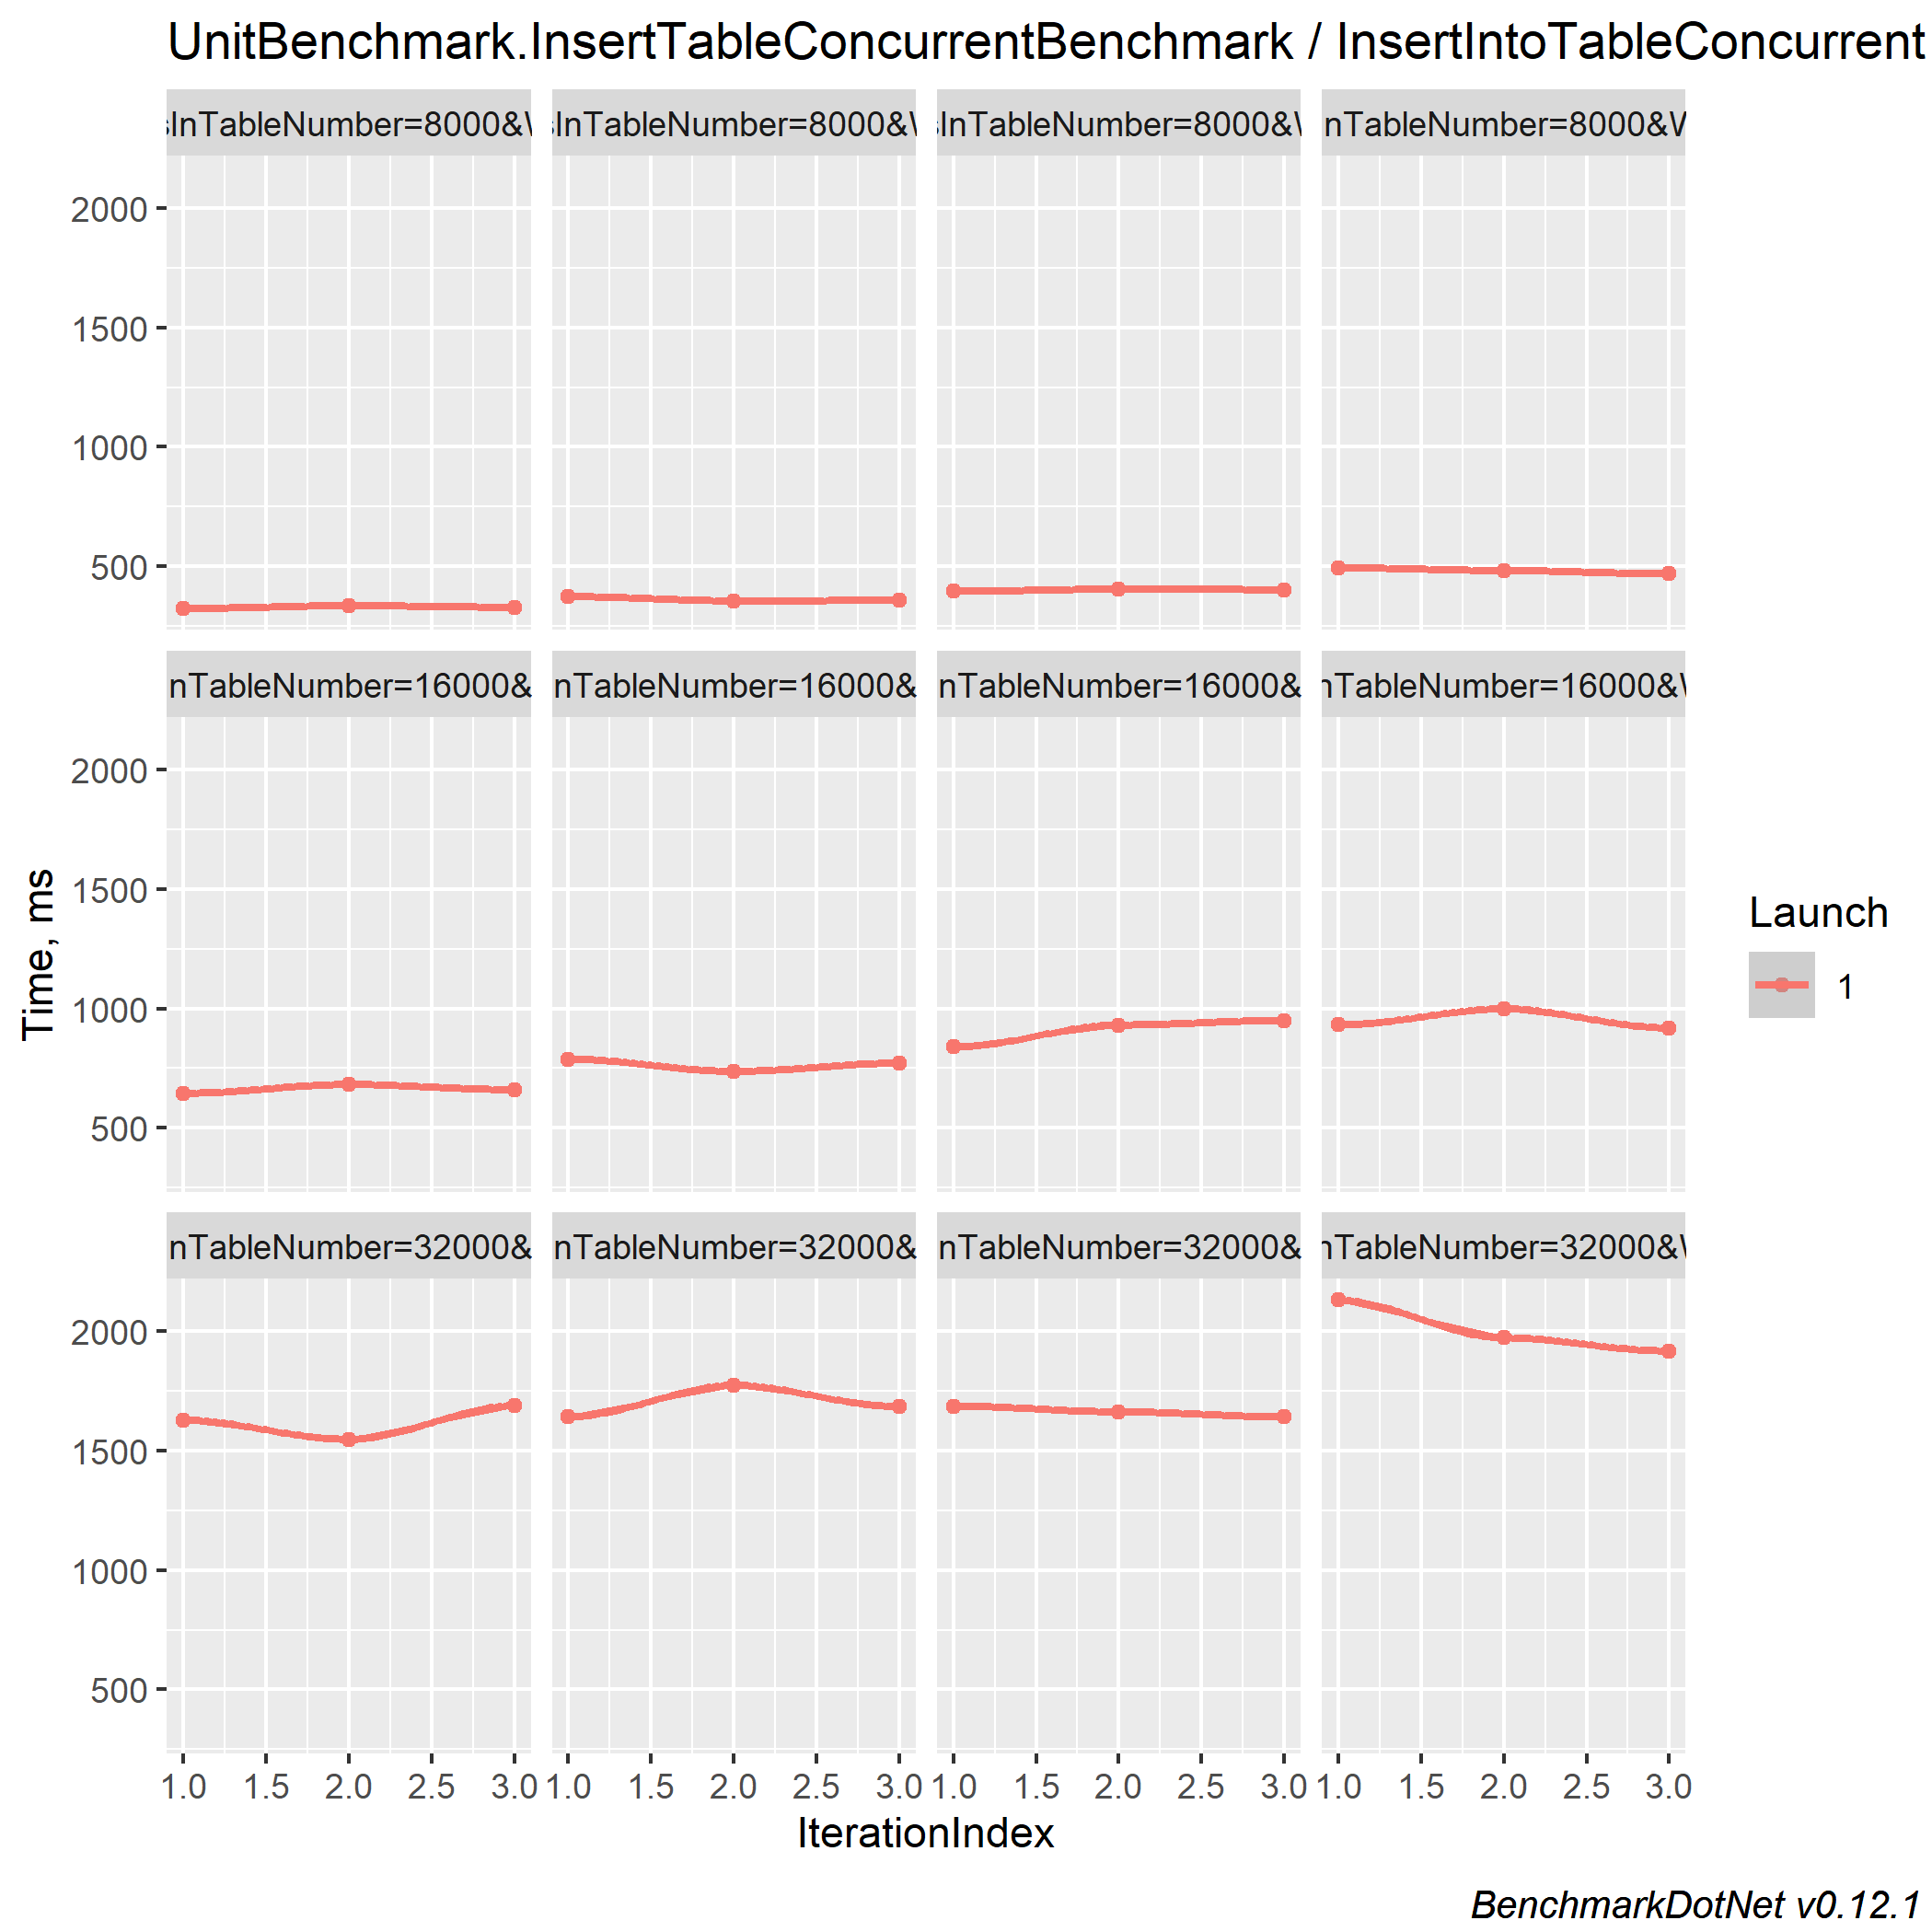 UnitBenchmark.InsertTableConcurrentBenchmark / InsertIntoTableConcurrent
sInTableNumber=8000&W sInTableNumber=8000&W sInTableNumber=8000&W nTableNumber=8000&W
2000
1500
1000
500
nTableNumber=16000& nTableNumber=16000& nTableNumber=16000& nTableNumber=16000&W
2000
1500
1000
500
nTableNumber=32000& nTableNumber=32000& nTableNumber=32000& nTableNumber=32000&W
2000
1500
1000
500
1.0 1.5 2.0 2.5 3.0 1.0 1.5 2.0 2.5 3.0 1.0 1.5 2.0 2.5 3.0 1.0 1.5 2.0 2.5 3.0
IterationIndex
Time, ms
Launch
1
BenchmarkDotNet v0.12.1